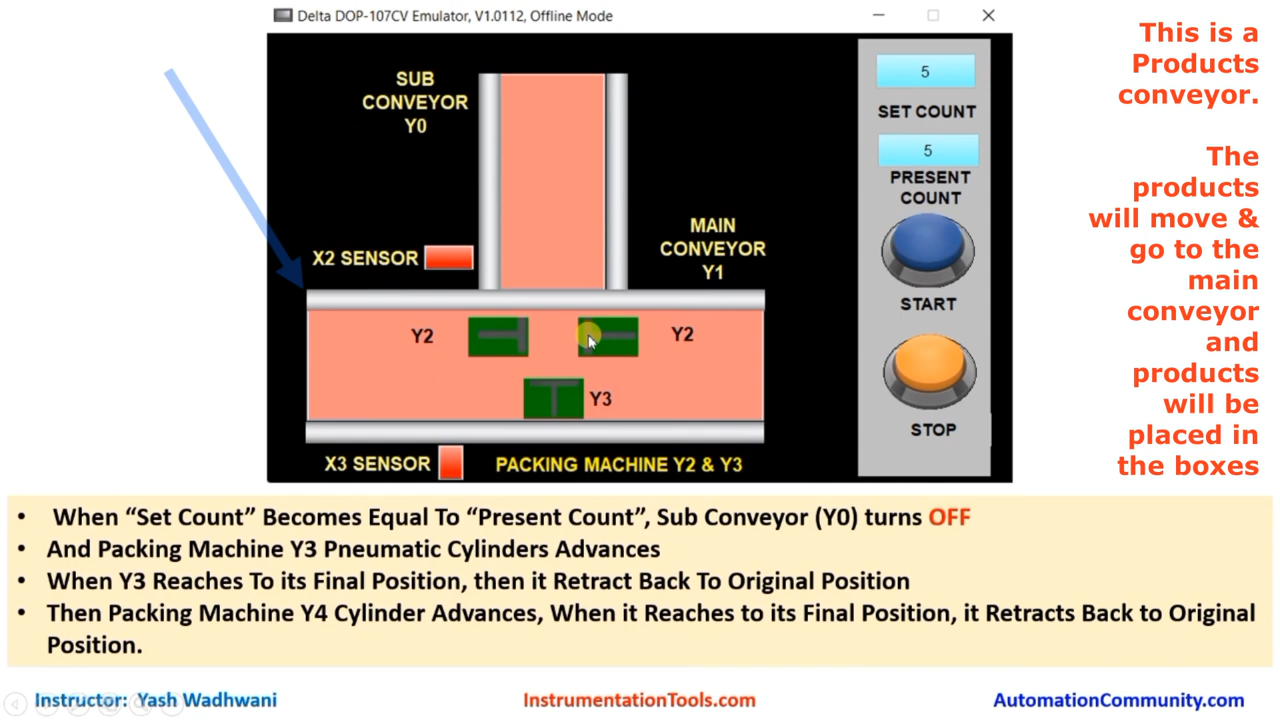 Delta DOP-107CV Emulator, V1.0112, Offline Mode
This is a
Products
conveyor.
The
products
will move &
go to the
main
conveyor
and
products
will be
placed in
the boxes
SUB
CONVEYOR
Y0
5
SET COUNT
5
PRESENT
COUNT
MAIN
CONVEYOR
Y1
X2 SENSOR
START
Y2
Y2
Y3
STOP
X3 SENSOR
PACKING MACHINE Y2 & Y3
• When “Set Count” Becomes Equal To “Present Count”, Sub Conveyor (Y0) turns OFF
• And Packing Machine Y3 Pneumatic Cylinders Advances
• When Y3 Reaches To its Final Position, then it Retract Back To Original Position
• Then Packing Machine Y4 Cylinder Advances, When it Reaches to its Final Position, it Retracts Back to Original
Position.
Instructor: Yash Wadhwani
InstrumentationTools.com
AutomationCommunity.com